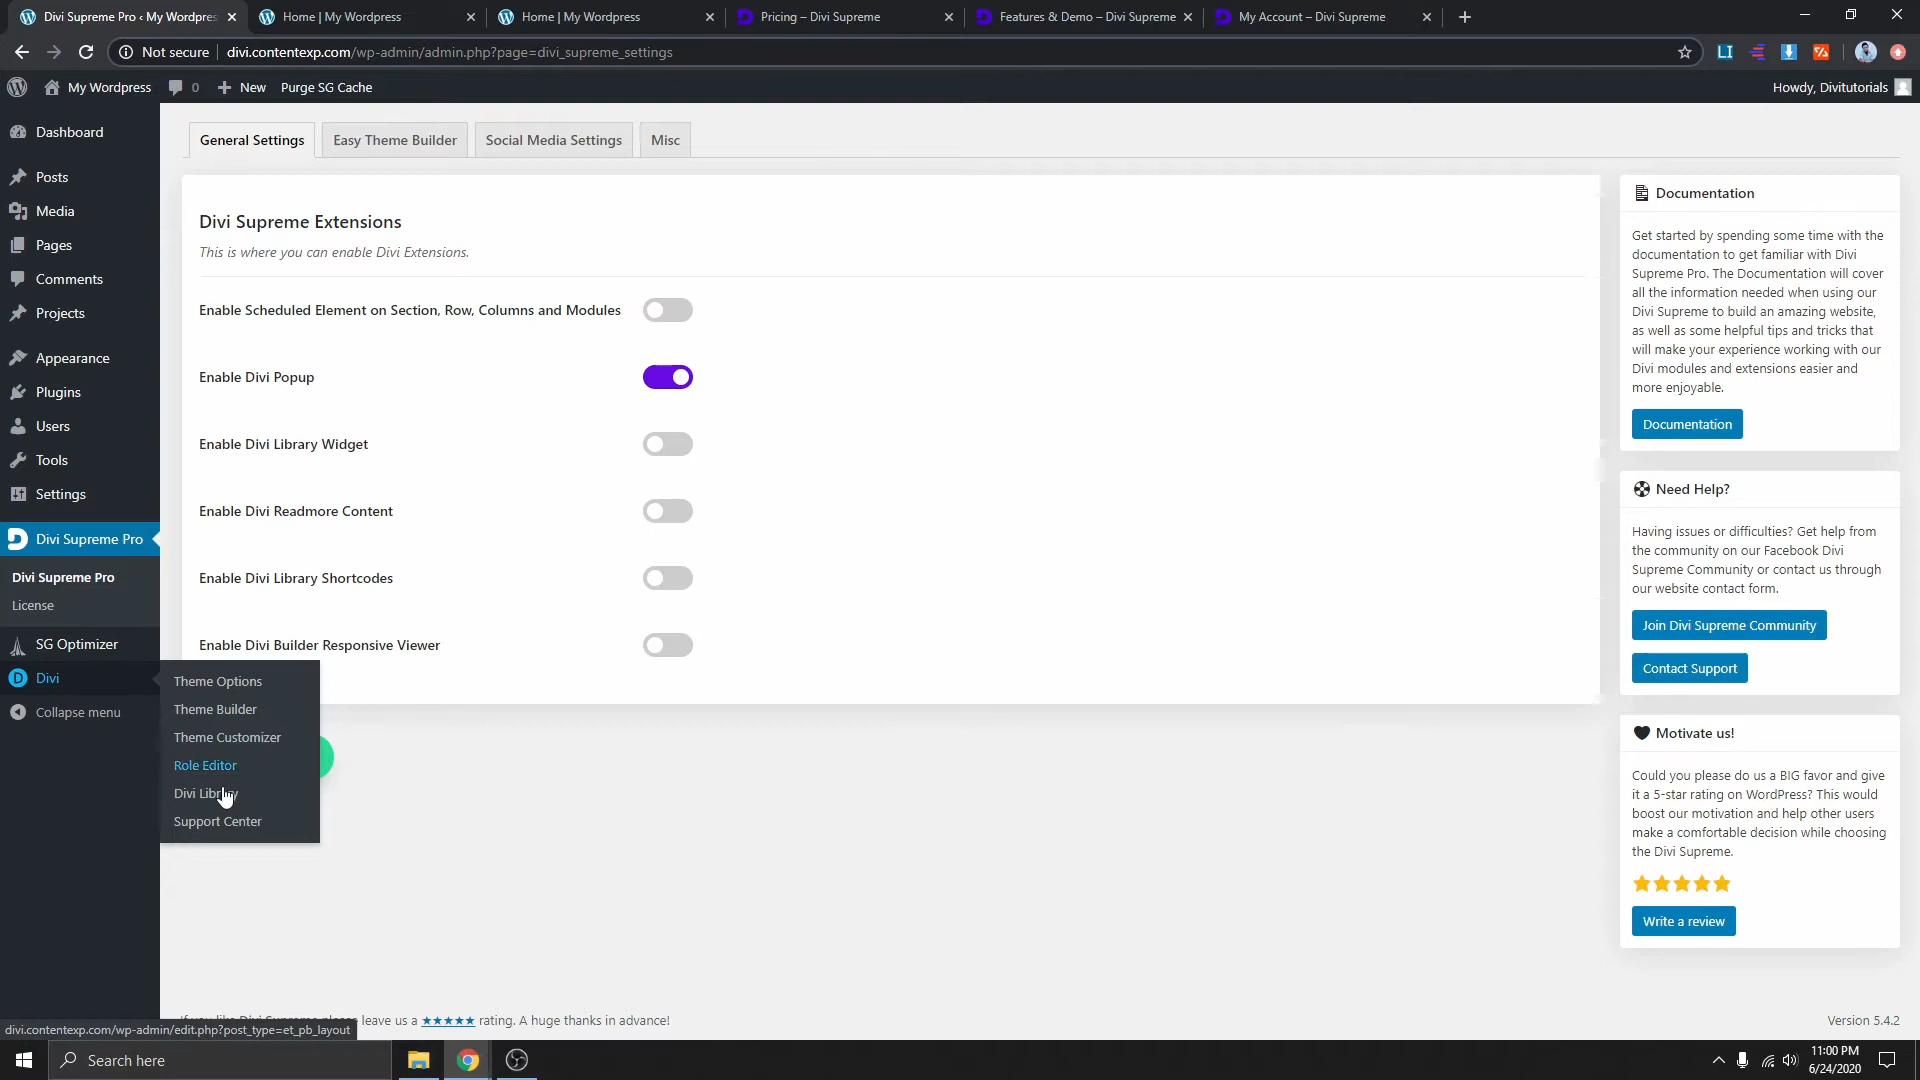 Divi Supreme Pro ‹ My Wordpres
Home | My Wordpress
Home | My Wordpress
Pricing – Divi Supreme
Features & Demo – Divi Supreme
My Account – Divi Supreme
Not secure
divi.contentexp.com/wp-admin/admin.php?page=divi_supreme_settings
My Wordpress
0
New
Purge SG Cache
Howdy, Divitutorials
Dashboard
Posts
Media
Pages
Comments
Projects
Appearance
Plugins
Users
Tools
Settings
Divi Supreme Pro
Divi Supreme Pro
License
SG Optimizer
Divi
Collapse menu
Theme Options
Theme Builder
Theme Customizer
Role Editor
Divi Library
Support Center
General Settings
Easy Theme Builder
Social Media Settings
Misc
Divi Supreme Extensions
This is where you can enable Divi Extensions.
Enable Scheduled Element on Section, Row, Columns and Modules
Enable Divi Popup
Enable Divi Library Widget
Enable Divi Readmore Content
Enable Divi Library Shortcodes
Enable Divi Builder Responsive Viewer
Documentation
Get started by spending some time with the
documentation to get familiar with Divi
Supreme Pro. The Documentation will cover
all the information needed when using our
Divi Supreme to build an amazing website,
as well as some helpful tips and tricks that
will make your experience working with our
Divi modules and extensions easier and
more enjoyable.
Documentation
Need Help?
Having issues or difficulties? Get help from
the community on our Facebook Divi
Supreme Community or contact us through
our website contact form.
Join Divi Supreme Community
Contact Support
Motivate us!
Could you please do us a BIG favor and give
it a 5-star rating on WordPress? This would
boost our motivation and help other users
make a comfortable decision while choosing
the Divi Supreme.
Write a review
leave us a ★★★★★ rating. A huge thanks in advance!
Version 5.4.2
divi.contentexp.com/wp-admin/edit.php?post_type=et_pb_layout
Search here
11:00 PM
6/24/2020